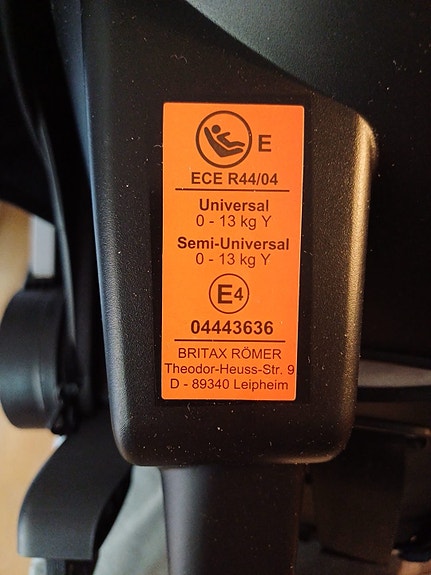 E
ECE R44/04
Universal
0 - 13 kg Y
Semi-Universal
0 - 13 kg Y
E4
04443636
BRITAX RÖMER
Theodor-Heuss-Str. 9
D - 89340 Leipheim